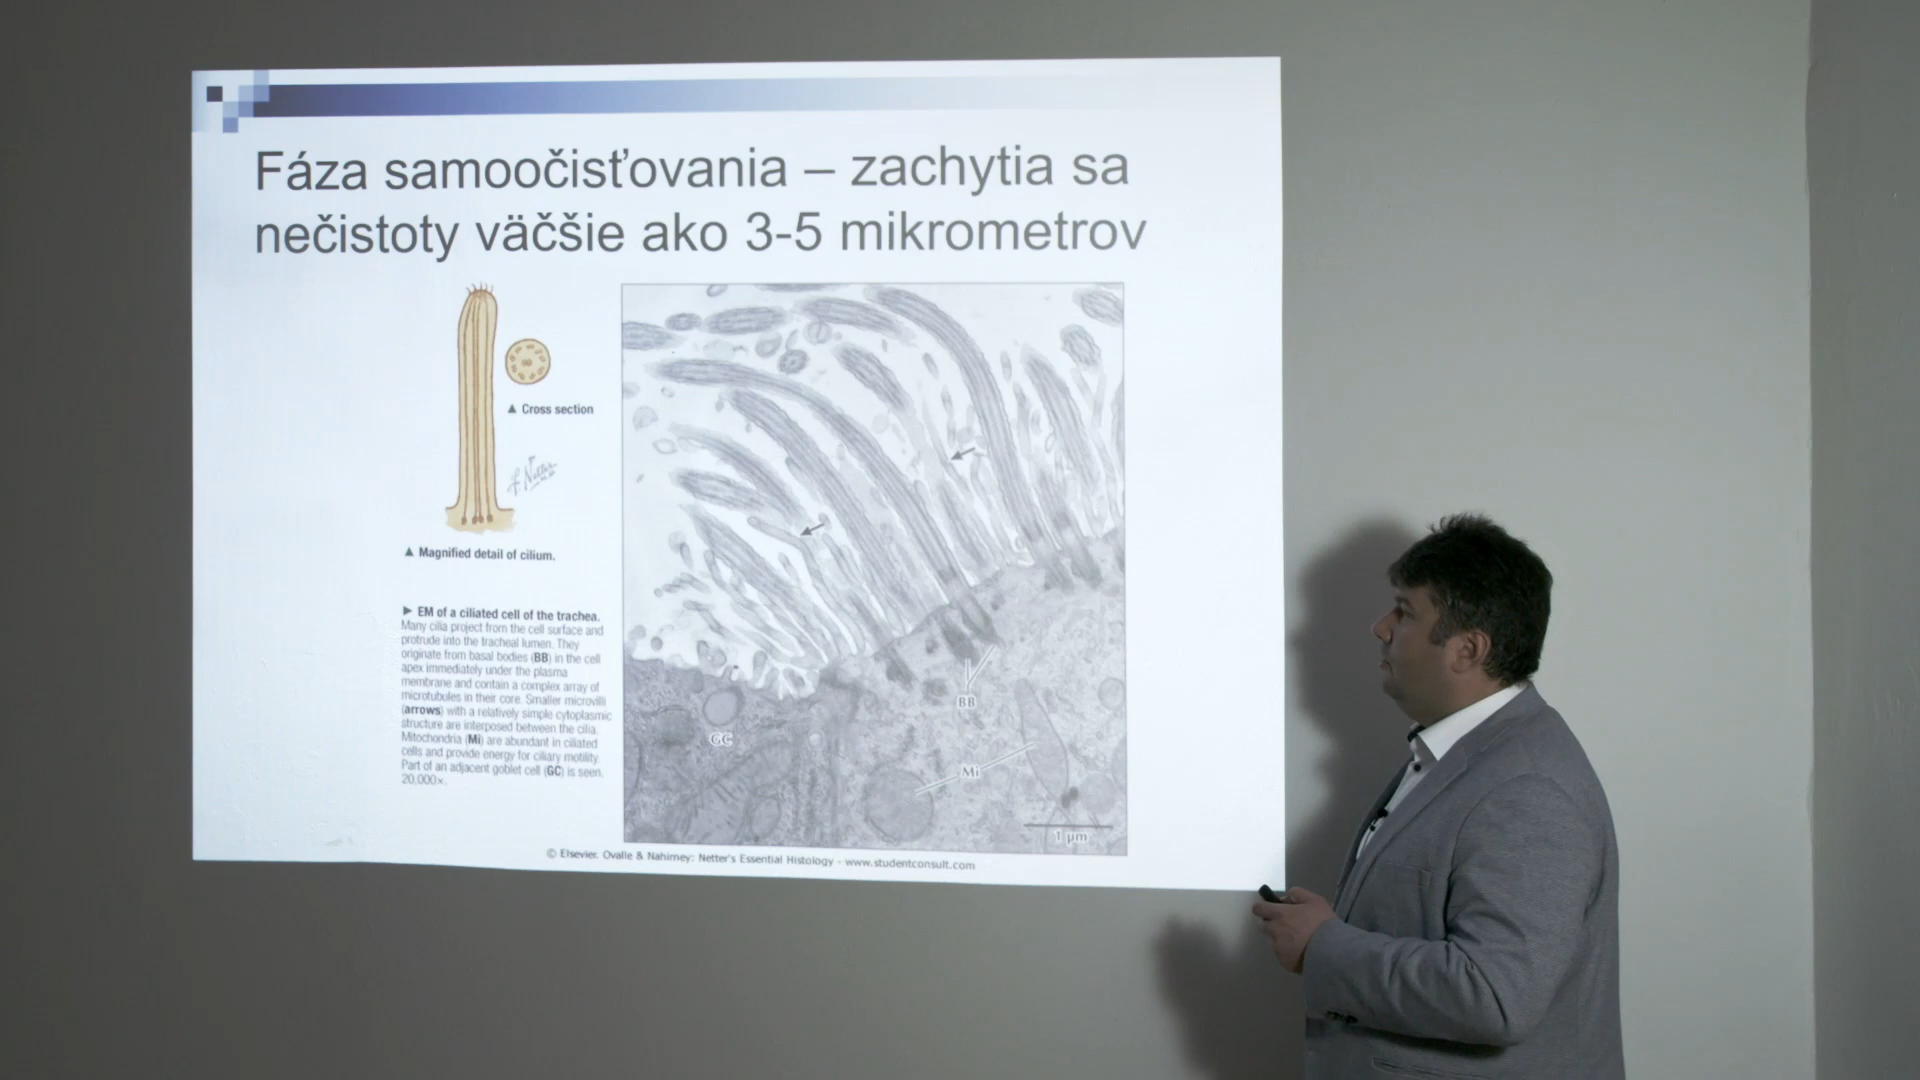 Fáza samoočisťovania – zachytia sa
nečistoty väčšie ako 3-5 mikrometrov
▲ Cross section
F. Netter
▲ Magnified detail of cilium.
► EM of a ciliated cell of the trachea.
Many cilia project from the cell surface and
protrude into the tracheal lumen. They
originate from basal bodies (BB) in the cell
apex immediately under the plasma
membrane and contain a complex array of
microtubules in their core. Smaller microvilli
(arrows) with a relatively simple cytoplasmic
structure are interposed between the cilia.
Mitochondria (Mi) are abundant in ciliated
cells and provide energy for ciliary motility.
Part of an adjacent goblet cell (GC) is seen.
20,000×.
BB
GC
Mi
1 µm
© Elsevier. Ovalle & Nahirney: Netter's Essential Histology - www.studentconsult.com